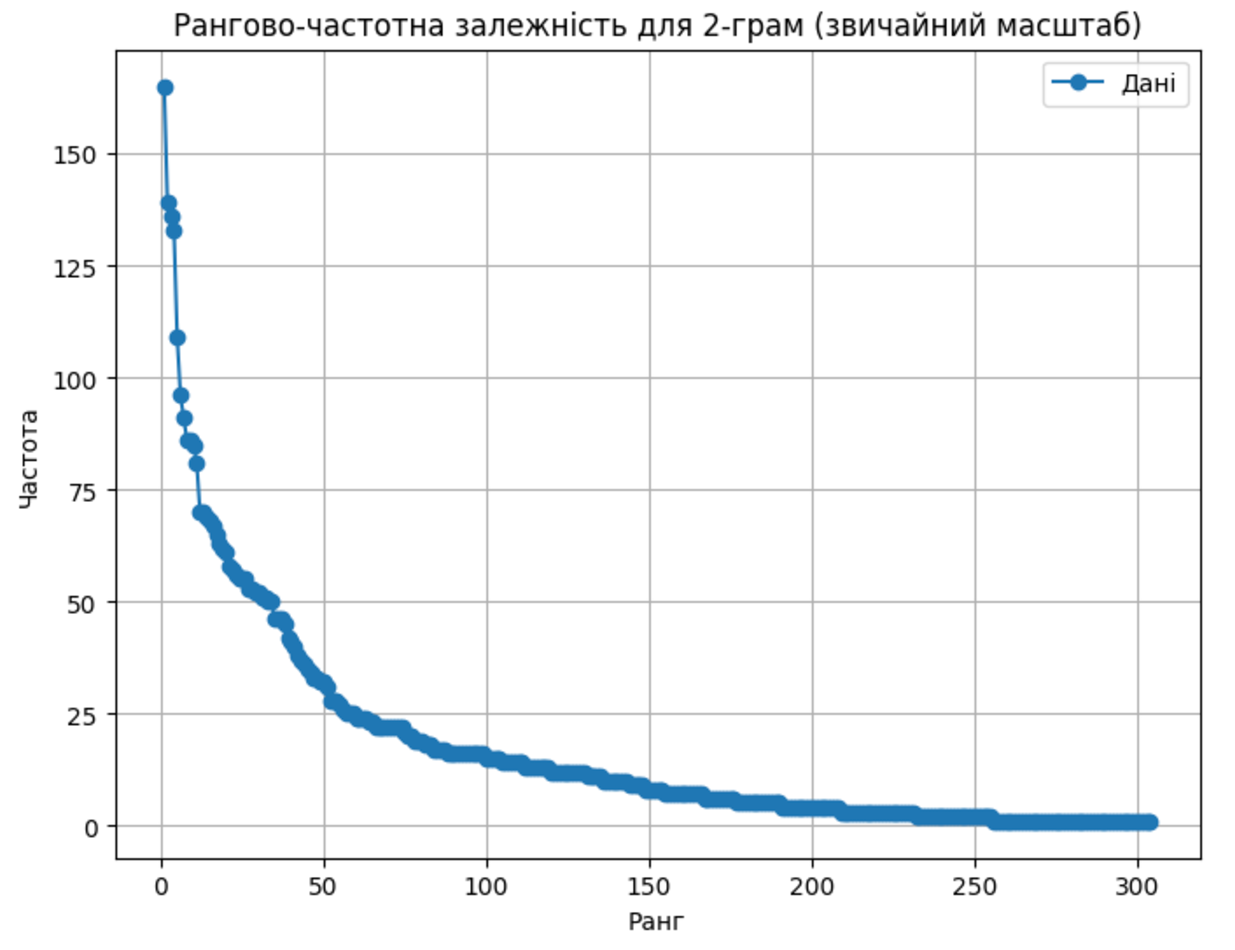 Рангово-частотна залежність для 2-грам (звичайний масштаб)
Дані
150
125
100
75
50
25
0
Частота
0 50 100 150 200 250 300
Ранг